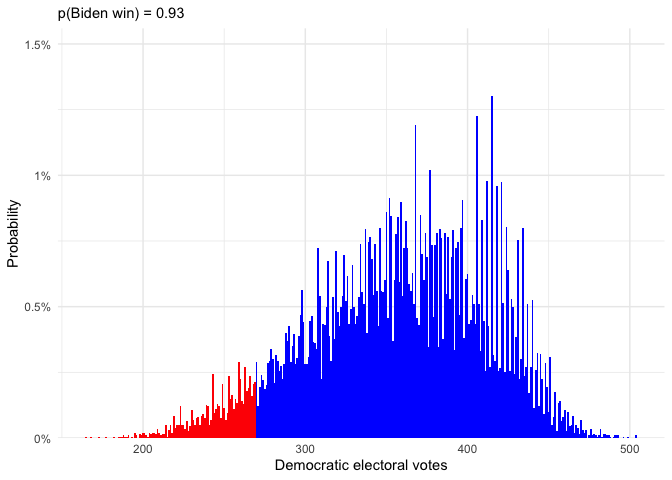 p(Biden win) = 0.93
1.5%
1%
0.5%
0%
200
300
400
500
Probability
Democratic electoral votes